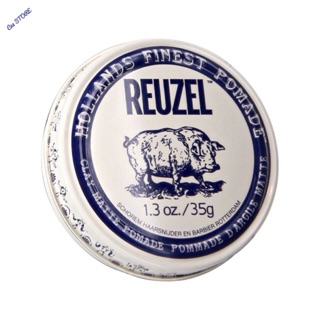 Ga STORE
HOLLANDS FINEST POMADE
REUZEL
1.3 oz./35g
SCHOREM HAARSNIJDER EN BARBIER ROTTERDAM
CLAY MATTE POMADE POMMADE D'ARGILE MATTE